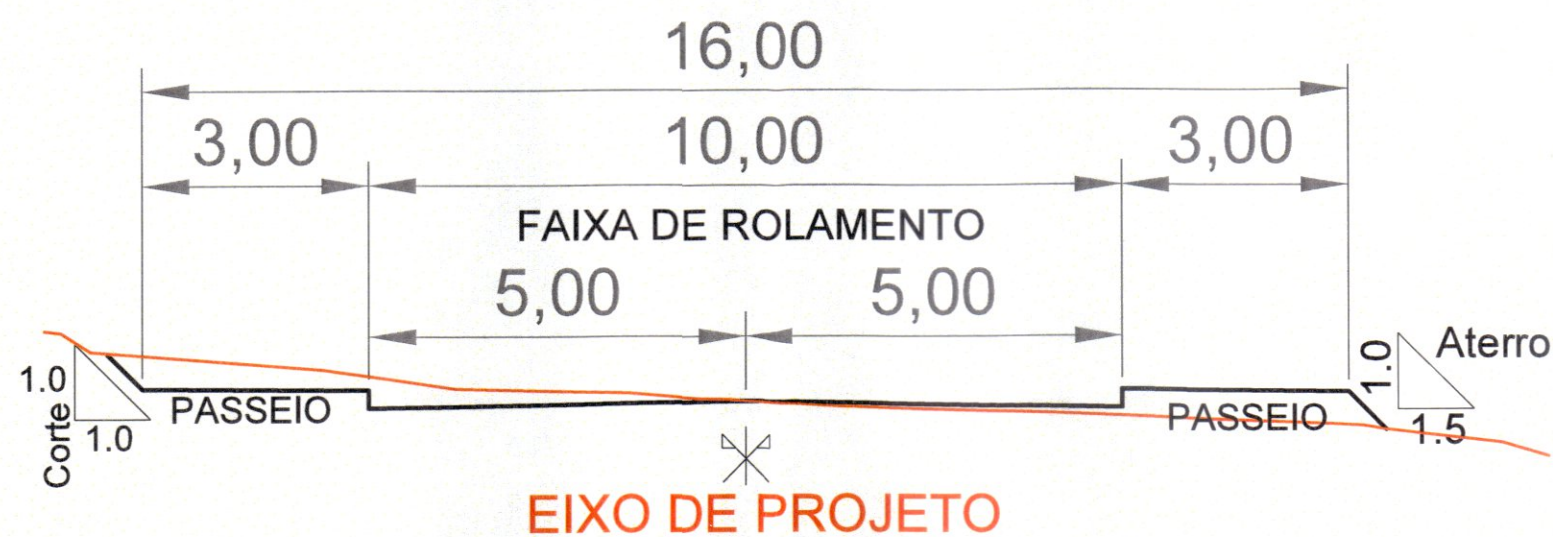 16,00
3,00 10,00 3,00
FAIXA DE ROLAMENTO
5,00 5,00
1.0 Corte 1.0
PASSEIO
1.0 Aterro 1.5
PASSEIO
EIXO DE PROJETO